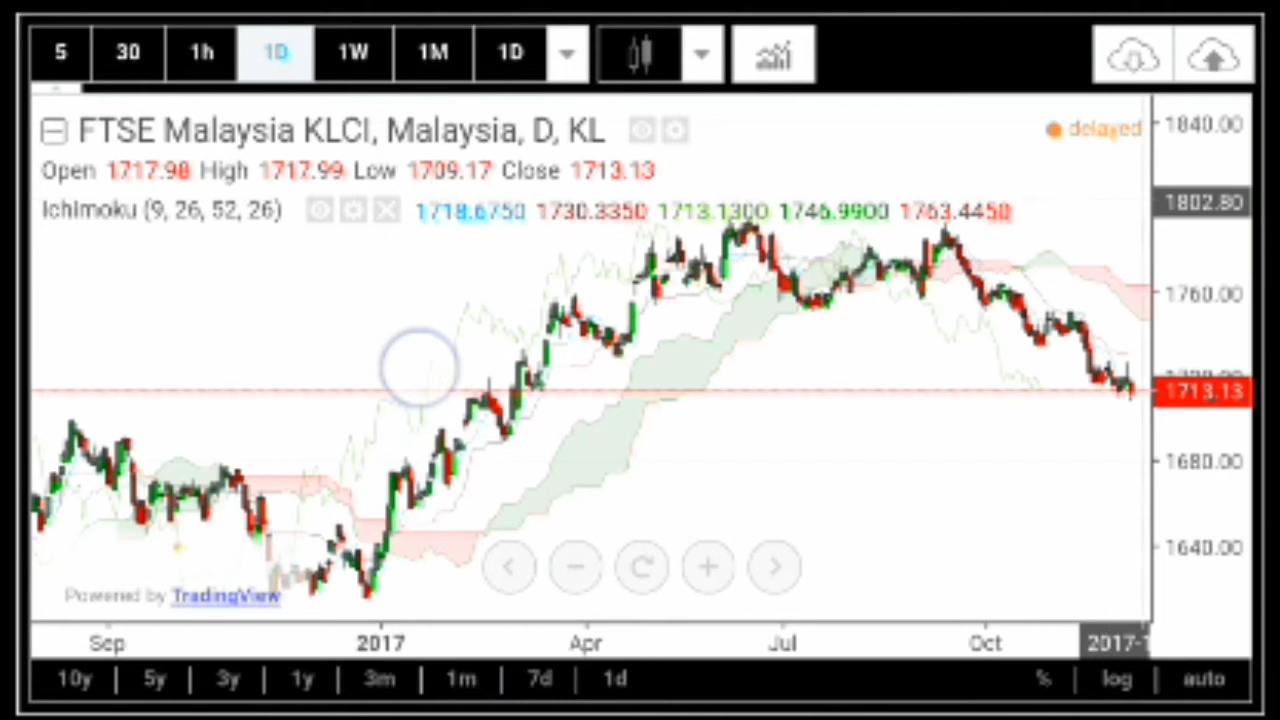 5 30 1h 1D 1W 1M 1D
FTSE Malaysia KLCI, Malaysia, D, KL
delayed
1840.00
Open 1717.98 High 1717.99 Low 1709.17 Close 1713.13
1802.80
Ichimoku (9, 26, 52, 26) 1718.6750 1730.3350 1713.1300 1746.9900 1763.4450
1760.00
1713.13
1680.00
1640.00
Powered by TradingView
Sep 2017 Apr Jul Oct 2017-1
10y 5y 3y 1y 3m 1m 7d 1d % log auto